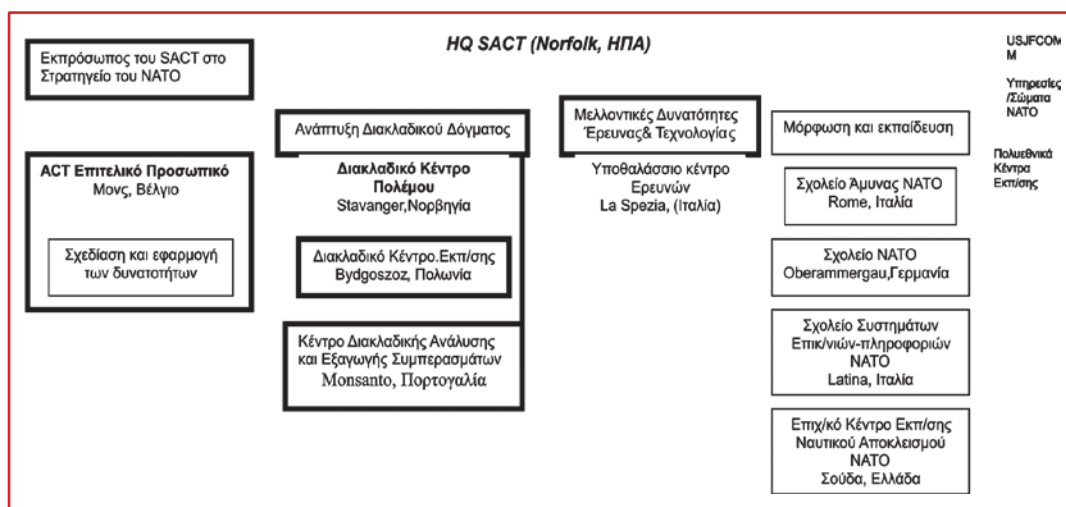 HQ SACT (Norfolk, ΗΠΑ)
Εκπρόσωπος του SACT στο
Στρατηγείο του ΝΑΤΟ
ACT Επιτελικό Προσωπικό
Μονς, Βέλγιο
Σχεδίαση και εφαρμογή
των δυνατοτήτων
Ανάπτυξη Διακλαδικού Δόγματος
Διακλαδικό Κέντρο
Πολέμου
Stavanger,Νορβηγία
Διακλαδικό Κέντρο.Εκπ/σης
Bydgoszoz, Πολωνία
Κέντρο Διακλαδικής Ανάλυσης
και Εξαγωγής Συμπερασμάτων
Monsanto, Πορτογαλία
Μελλοντικές Δυνατότητες
Έρευνας& Τεχνολογίας
Υποθαλάσσιο κέντρο
Ερευνών
La Spezia, (Ιταλία)
Μόρφωση και εκπαίδευση
Σχολείο Άμυνας ΝΑΤΟ
Rome, Ιταλία
Σχολείο ΝΑΤΟ
Oberammergau,Γερμανία
Σχολείο Συστημάτων
Επικ/νιών-πληροφοριών
ΝΑΤΟ
Latina, Ιταλία
Επιχ/κό Κέντρο Εκπ/σης
Ναυτικού Αποκλεισμού
ΝΑΤΟ
Σούδα, Ελλάδα
USJFCOM
M
Υπηρεσίες
/Σώματα
ΝΑΤΟ
Πολυεθνικά
Κέντρα
Εκπ/σης